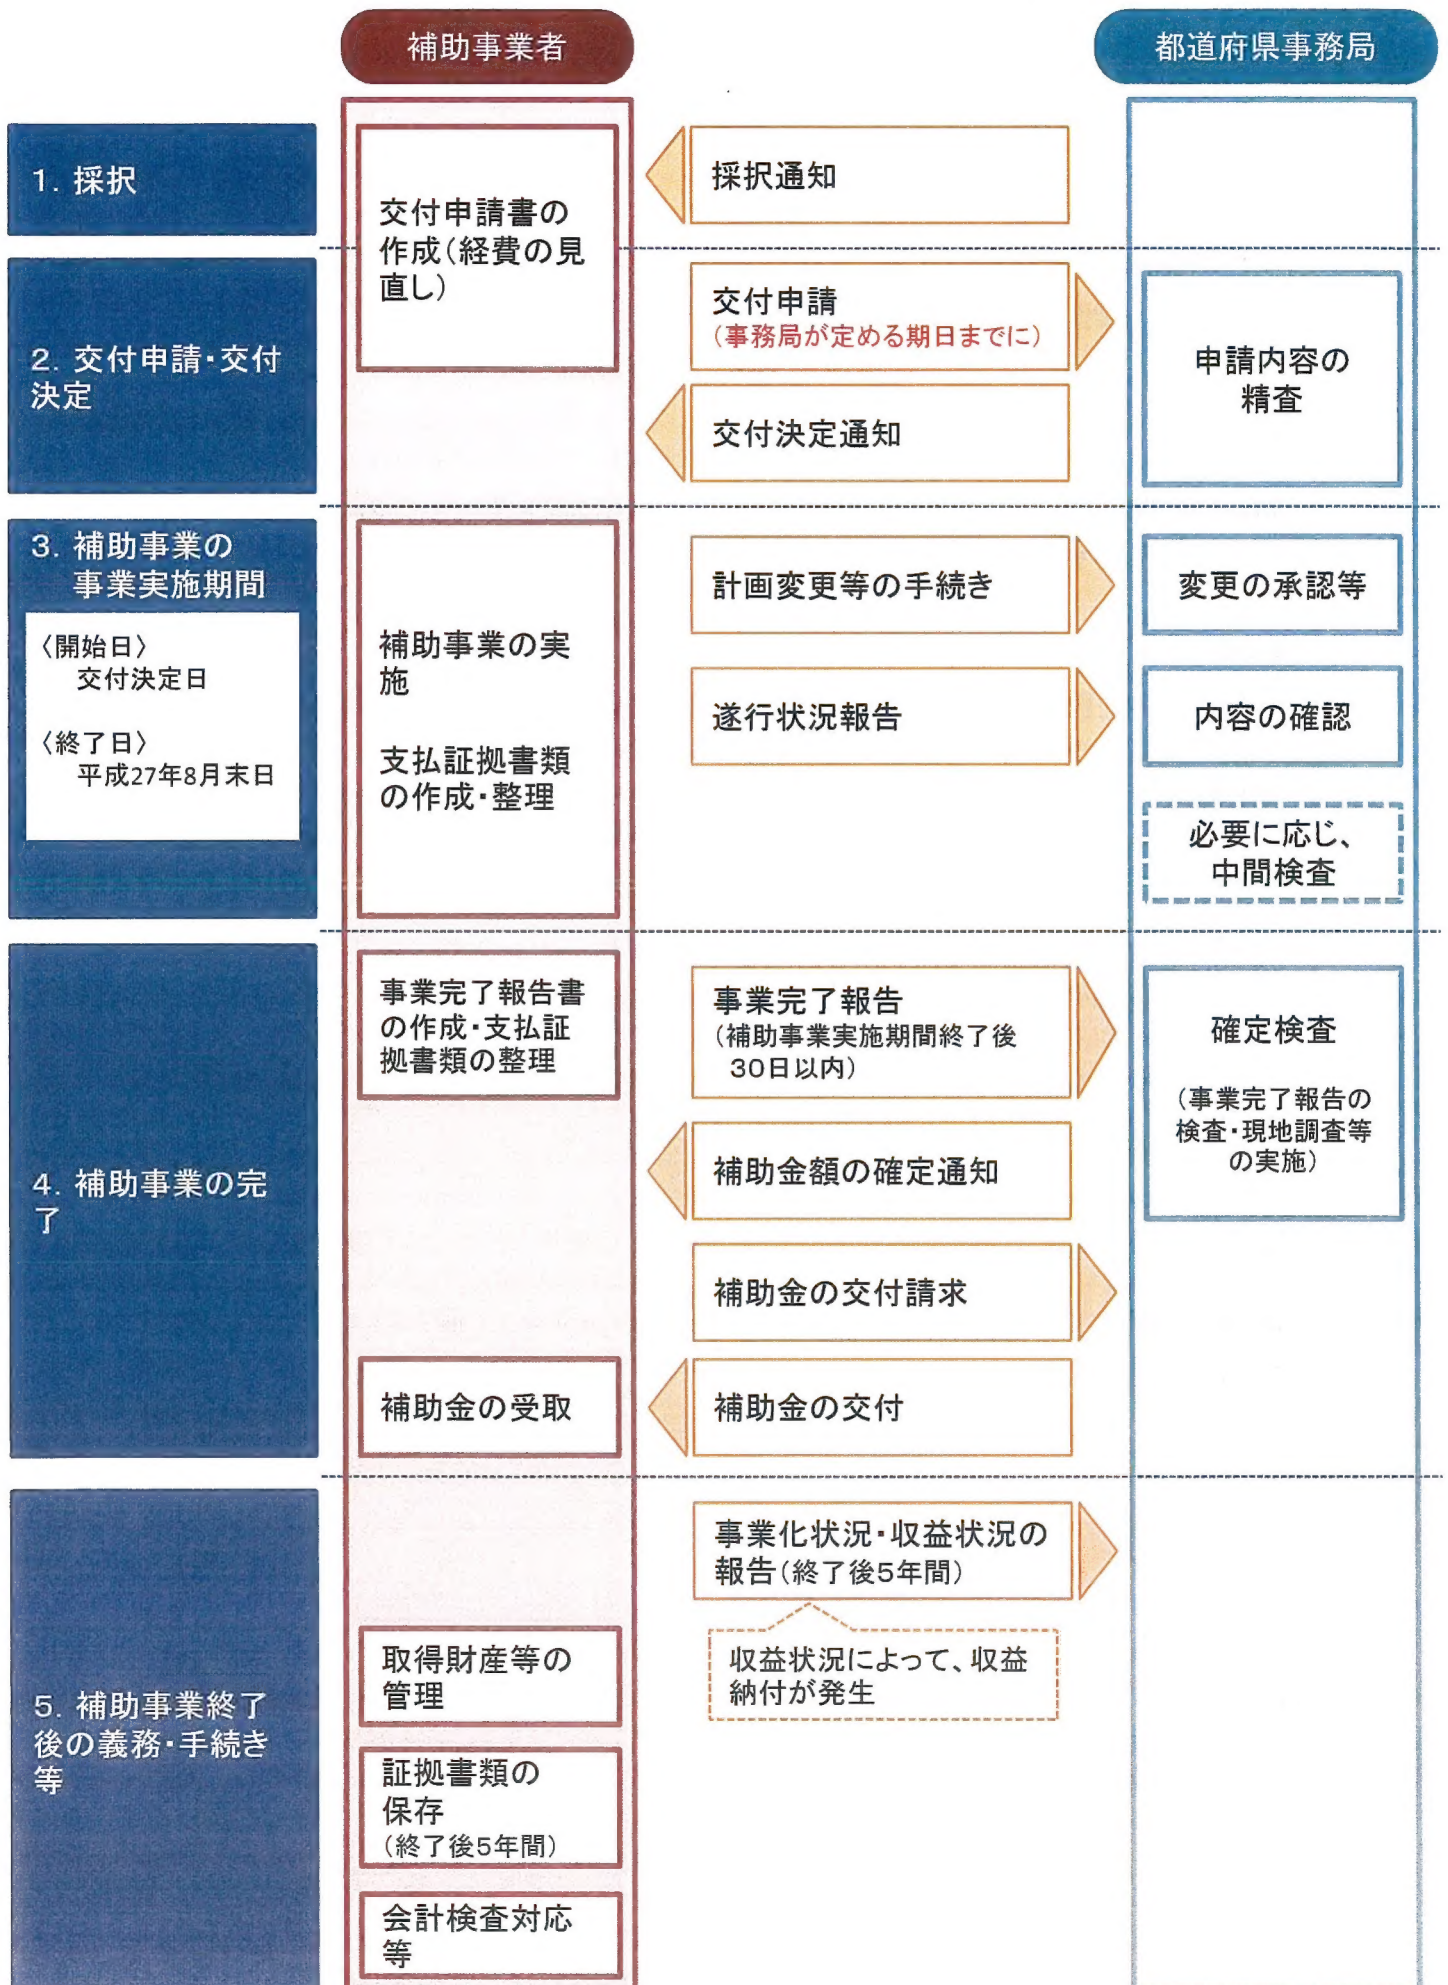 補助事業者
都道府県事務局
1. 採択
交付申請書の
作成(経費の見
直し)
採択通知
2. 交付申請・交付
決定
交付申請
(事務局が定める期日までに)
申請内容の
精査
交付決定通知
3. 補助事業の
事業実施期間
〈開始日〉
交付決定日
〈終了日〉
平成27年8月末日
補助事業の実
施
支払証拠書類
の作成・整理
計画変更等の手続き
変更の承認等
遂行状況報告
内容の確認
必要に応じ、
中間検査
4. 補助事業の完
了
事業完了報告書
の作成・支払証
拠書類の整理
事業完了報告
(補助事業実施期間終了後
30日以内)
確定検査
(事業完了報告の
検査・現地調査等
の実施)
補助金額の確定通知
補助金の交付請求
補助金の受取
補助金の交付
5. 補助事業終了
後の義務・手続き
等
事業化状況・収益状況の
報告(終了後5年間)
収益状況によって、収益
納付が発生
取得財産等の
管理
証拠書類の
保存
(終了後5年間)
会計検査対応
等